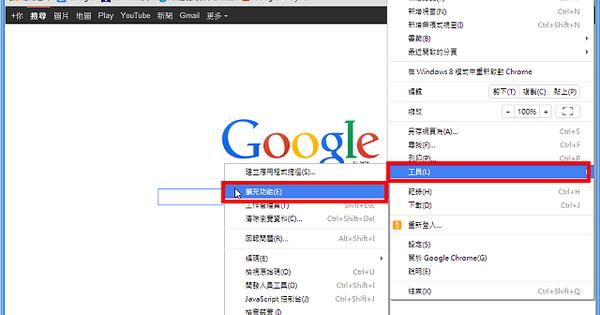 +你 搜尋 圖片 地圖 Play YouTube 新聞 Gmail 更多
Google
建立應用程式捷徑(S)...
擴充功能(E)
工作管理員(T) Shift+Esc
清除瀏覽資料(C)... Ctrl+Shift+Del
回報問題(R)... Alt+Shift+I
編碼(E)
檢視原始碼(O) Ctrl+U
開發人員工具(D) Ctrl+Shift+I
JavaScript 控制台(J) Ctrl+Shift+J
檢查裝置(I)
新增視窗(N) Ctrl+N
新增無痕式視窗(I) Ctrl+Shift+N
書籤(B)
最近開啟的分頁
在 Windows 8 模式中重新啟動 Chrome
編輯 剪下(T) 複製(C) 貼上(P)
縮放 - 100% +
另存網頁為(A)... Ctrl+S
尋找(F)... Ctrl+F
列印(P)... Ctrl+P
工具(L)
記錄(H) Ctrl+H
下載(D) Ctrl+J
重新登入...
設定(S)
關於 Google Chrome(G)
說明(E)
結束(X) Ctrl+Shift+Q